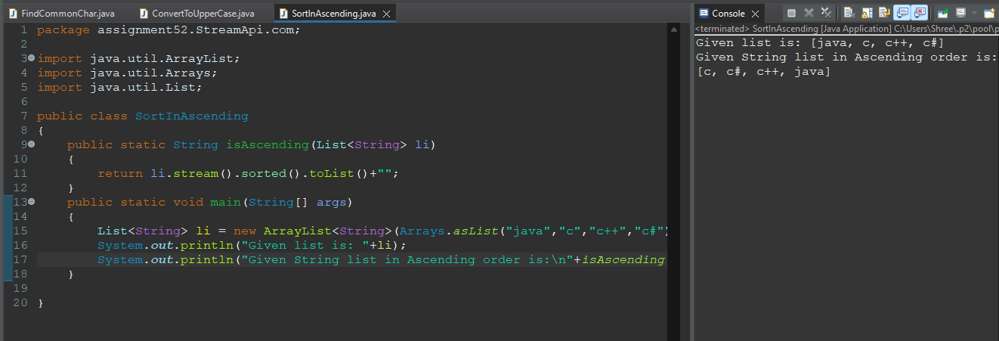 FindCommonChar.java ConvertToUpperCase.java SortInAscending.java
1 package assignment52.StreamApi.com;
2
3 import java.util.ArrayList;
4 import java.util.Arrays;
5 import java.util.List;
6
7 public class SortInAscending
8 {
9 public static String isAscending(List<String> li)
10 {
11 return li.stream().sorted().toList()+"";
12 }
13 public static void main(String[] args)
14 {
15 List<String> li = new ArrayList<String>(Arrays.asList("java","c","c++","c#")
16 System.out.println("Given list is: "+li);
17 System.out.println("Given String list in Ascending order is:\n"+isAscending
18 }
19
20 }
Console
<terminated> SortInAscending [Java Application] C:\Users\Shree\.p2\pool\p
Given list is: [java, c, c++, c#]
Given String list in Ascending order is:
[c, c#, c++, java]